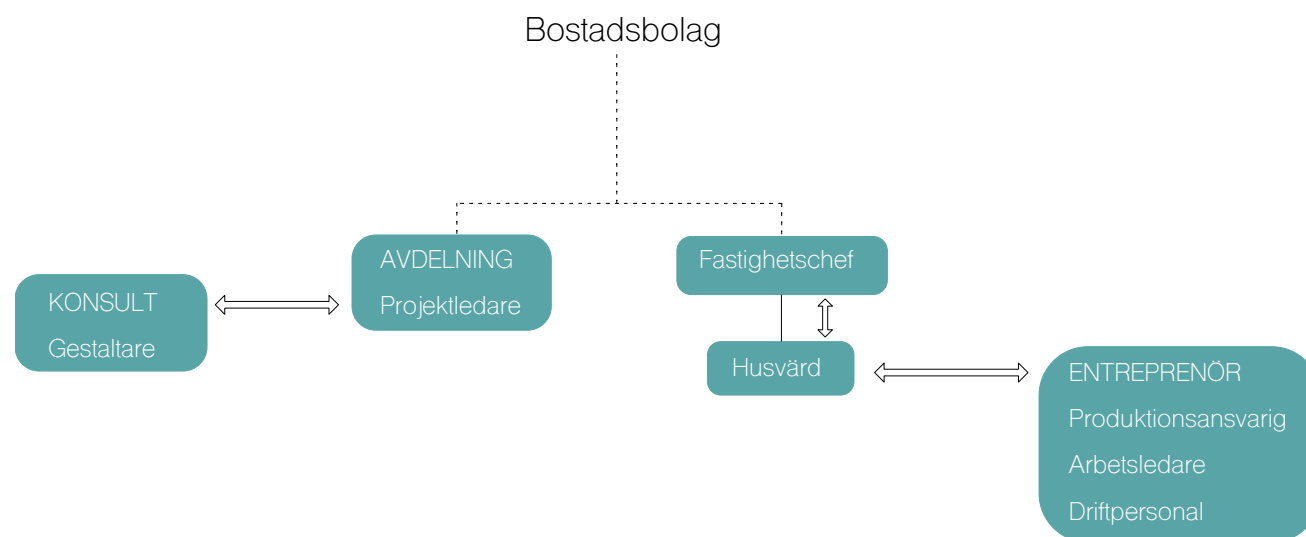 Bostadsbolag
AVDELNING
Projektledare
Fastighetschef
KONSULT
Gestaltare
Husvärd
ENTREPRENÖR
Produktionsansvarig
Arbetsledare
Driftpersonal